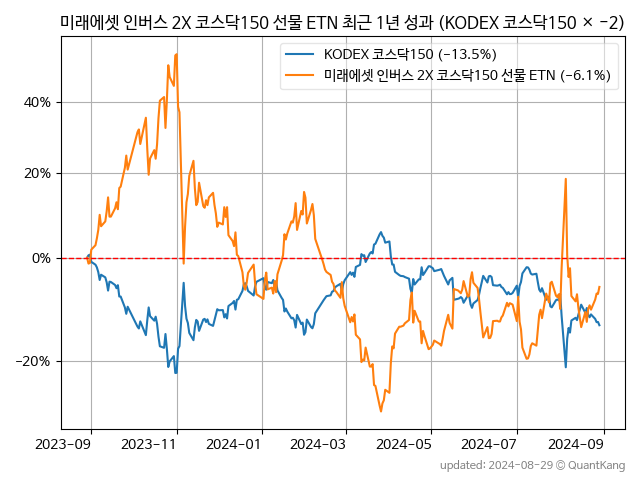 미래에셋 인버스 2X 코스닥150 선물 ETN 최근 1년 성과 (KODEX 코스닥150 × −2)
KODEX 코스닥150 (−13.5%)
미래에셋 인버스 2X 코스닥150 선물 ETN (−6.1%)
40%
20%
0%
−20%
2023-09 2023-11 2024-01 2024-03 2024-05 2024-07 2024-09
updated: 2024-08-29 © QuantKang